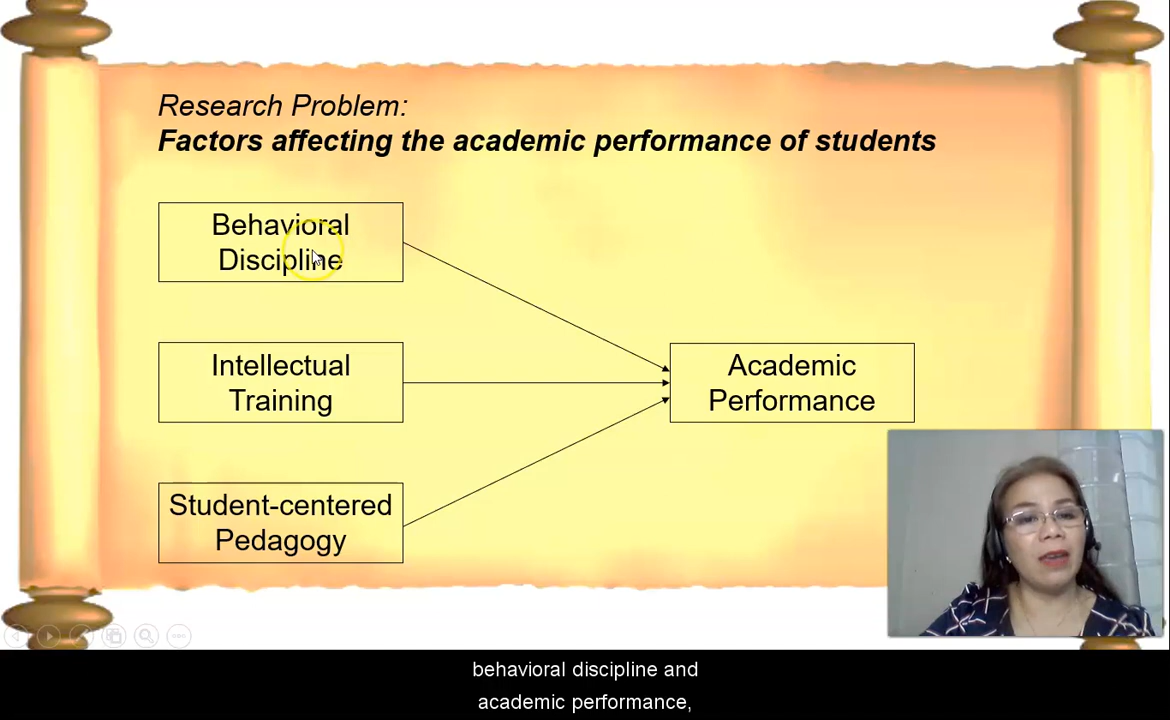 Research Problem:
Factors affecting the academic performance of students
Behavioral
Discipline
Intellectual
Training
Student-centered
Pedagogy
Academic
Performance
behavioral discipline and
academic performance,